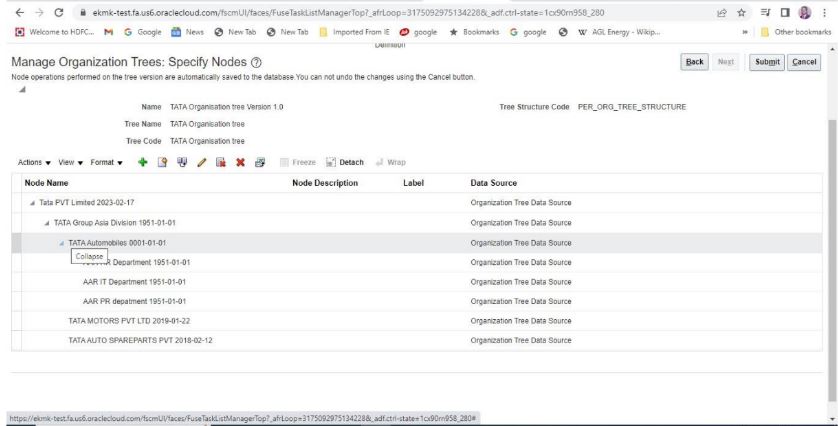 ekmk-test.fa.us6.oraclecloud.com/fscmUI/faces/FuseTaskListManagerTop?_afrLoop=3175092975134228&_adf.ctrl-state=1cx90rn958_280
Welcome to HDFC... G Google News New Tab New Tab Imported From IE google Bookmarks G google W AGL Energy - Wikip... » Other bookmarks
Definition
Manage Organization Trees: Specify Nodes
Back Next Submit Cancel
Node operations performed on the tree version are automatically saved to the database.You can not undo the changes using the Cancel button.
Name TATA Organisation tree Version 1.0 Tree Structure Code PER_ORG_TREE_STRUCTURE
Tree Name TATA Organisation tree
Tree Code TATA Organisation tree
Actions View Format Freeze Detach Wrap
Node Name Node Description Label Data Source
Tata PVT Limited 2023-02-17 Organization Tree Data Source
TATA Group Asia Division 1951-01-01 Organization Tree Data Source
TATA Automobiles 0001-01-01 Organization Tree Data Source
Collapse
Department 1951-01-01 Organization Tree Data Source
AAR IT Department 1951-01-01 Organization Tree Data Source
AAR PR depatment 1951-01-01 Organization Tree Data Source
TATA MOTORS PVT LTD 2019-01-22 Organization Tree Data Source
TATA AUTO SPAREPARTS PVT 2018-02-12 Organization Tree Data Source
https://ekmk-test.fa.us6.oraclecloud.com/fscmUI/faces/FuseTaskListManagerTop?_afrLoop=3175092975134228&_adf.ctrl-state=1cx90rn958_280#